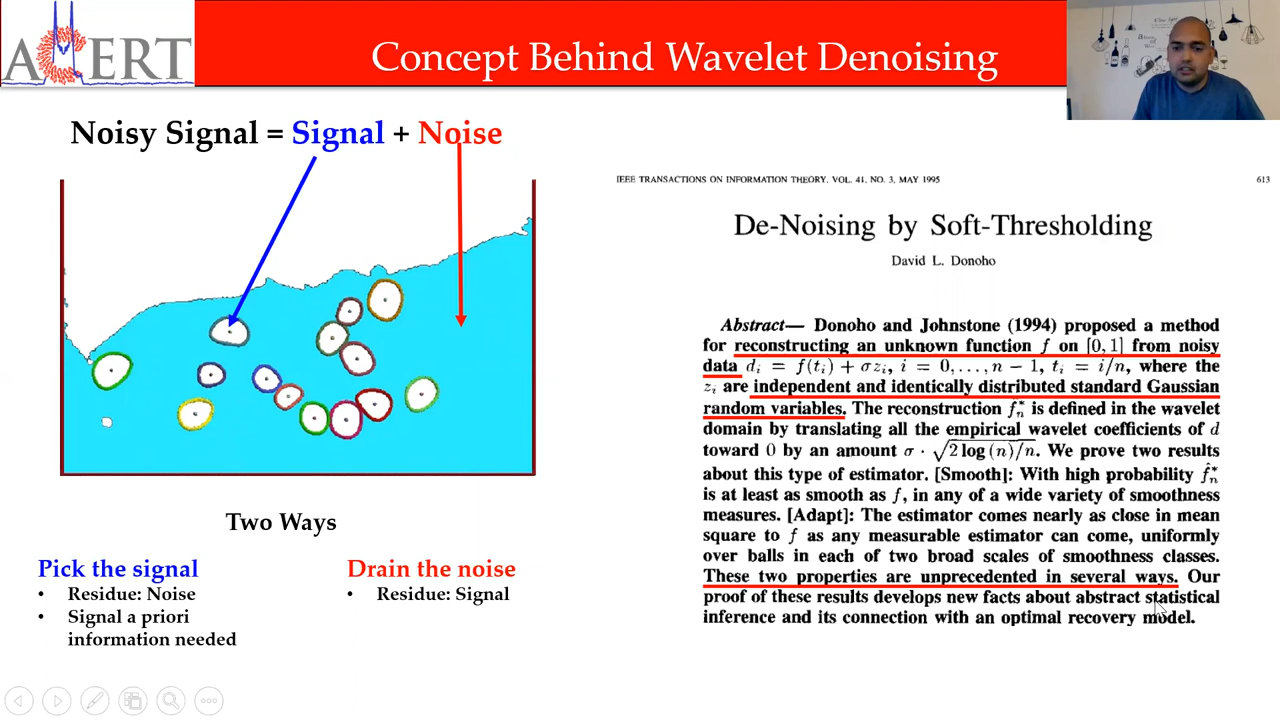 ACERT
Concept Behind Wavelet Denoising
Noisy Signal = Signal + Noise
IEEE TRANSACTIONS ON INFORMATION THEORY, VOL. 41, NO. 3, MAY 1995 613
De-Noising by Soft-Thresholding
David L. Donoho
Abstract— Donoho and Johnstone (1994) proposed a method
for reconstructing an unknown function f on [0,1] from noisy
data d_i = f(t_i) + σz_i, i = 0,...,n − 1, t_i = i/n, where the
z_i are independent and identically distributed standard Gaussian
random variables. The reconstruction f̂*_n is defined in the wavelet
domain by translating all the empirical wavelet coefficients of d
toward 0 by an amount σ · √2 log (n)/n. We prove two results
about this type of estimator. [Smooth]: With high probability f̂*_n
is at least as smooth as f, in any of a wide variety of smoothness
measures. [Adapt]: The estimator comes nearly as close in mean
square to f as any measurable estimator can come, uniformly
over balls in each of two broad scales of smoothness classes.
These two properties are unprecedented in several ways. Our
proof of these results develops new facts about abstract statistical
inference and its connection with an optimal recovery model.
Two Ways
Pick the signal
• Residue: Noise
• Signal a priori
information needed
Drain the noise
• Residue: Signal